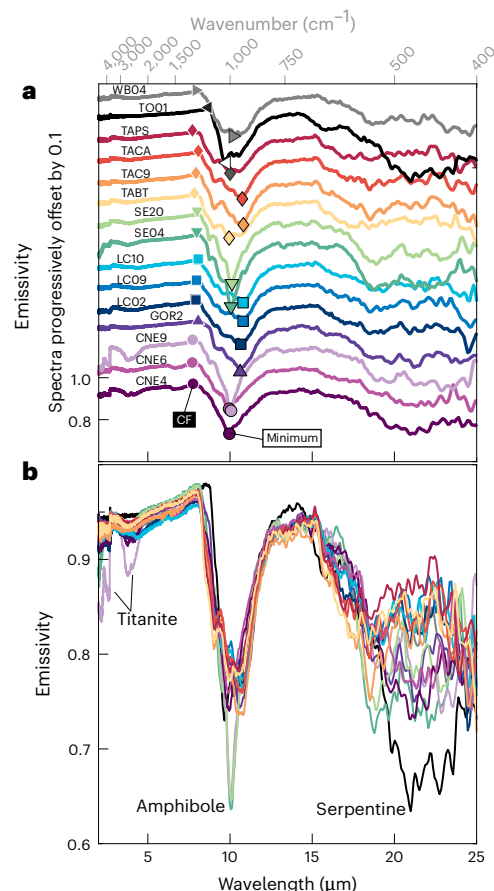 Wavenumber (cm⁻¹)
4,000 3,000 2,000 1,500 1,000 750 500 400
a
WB04
TO01
TAPS
TACA
TAC9
TABT
SE20
SE04
LC10
LC09
LC02
GOR2
CNE9
CNE6
CNE4
Emissivity
Spectra progressively offset by 0.1
1.0
0.8
CF
Minimum
b
Titanite
Amphibole
Serpentine
Emissivity
0.9
0.8
0.7
0.6
5 10 15 20 25
Wavelength (μm)